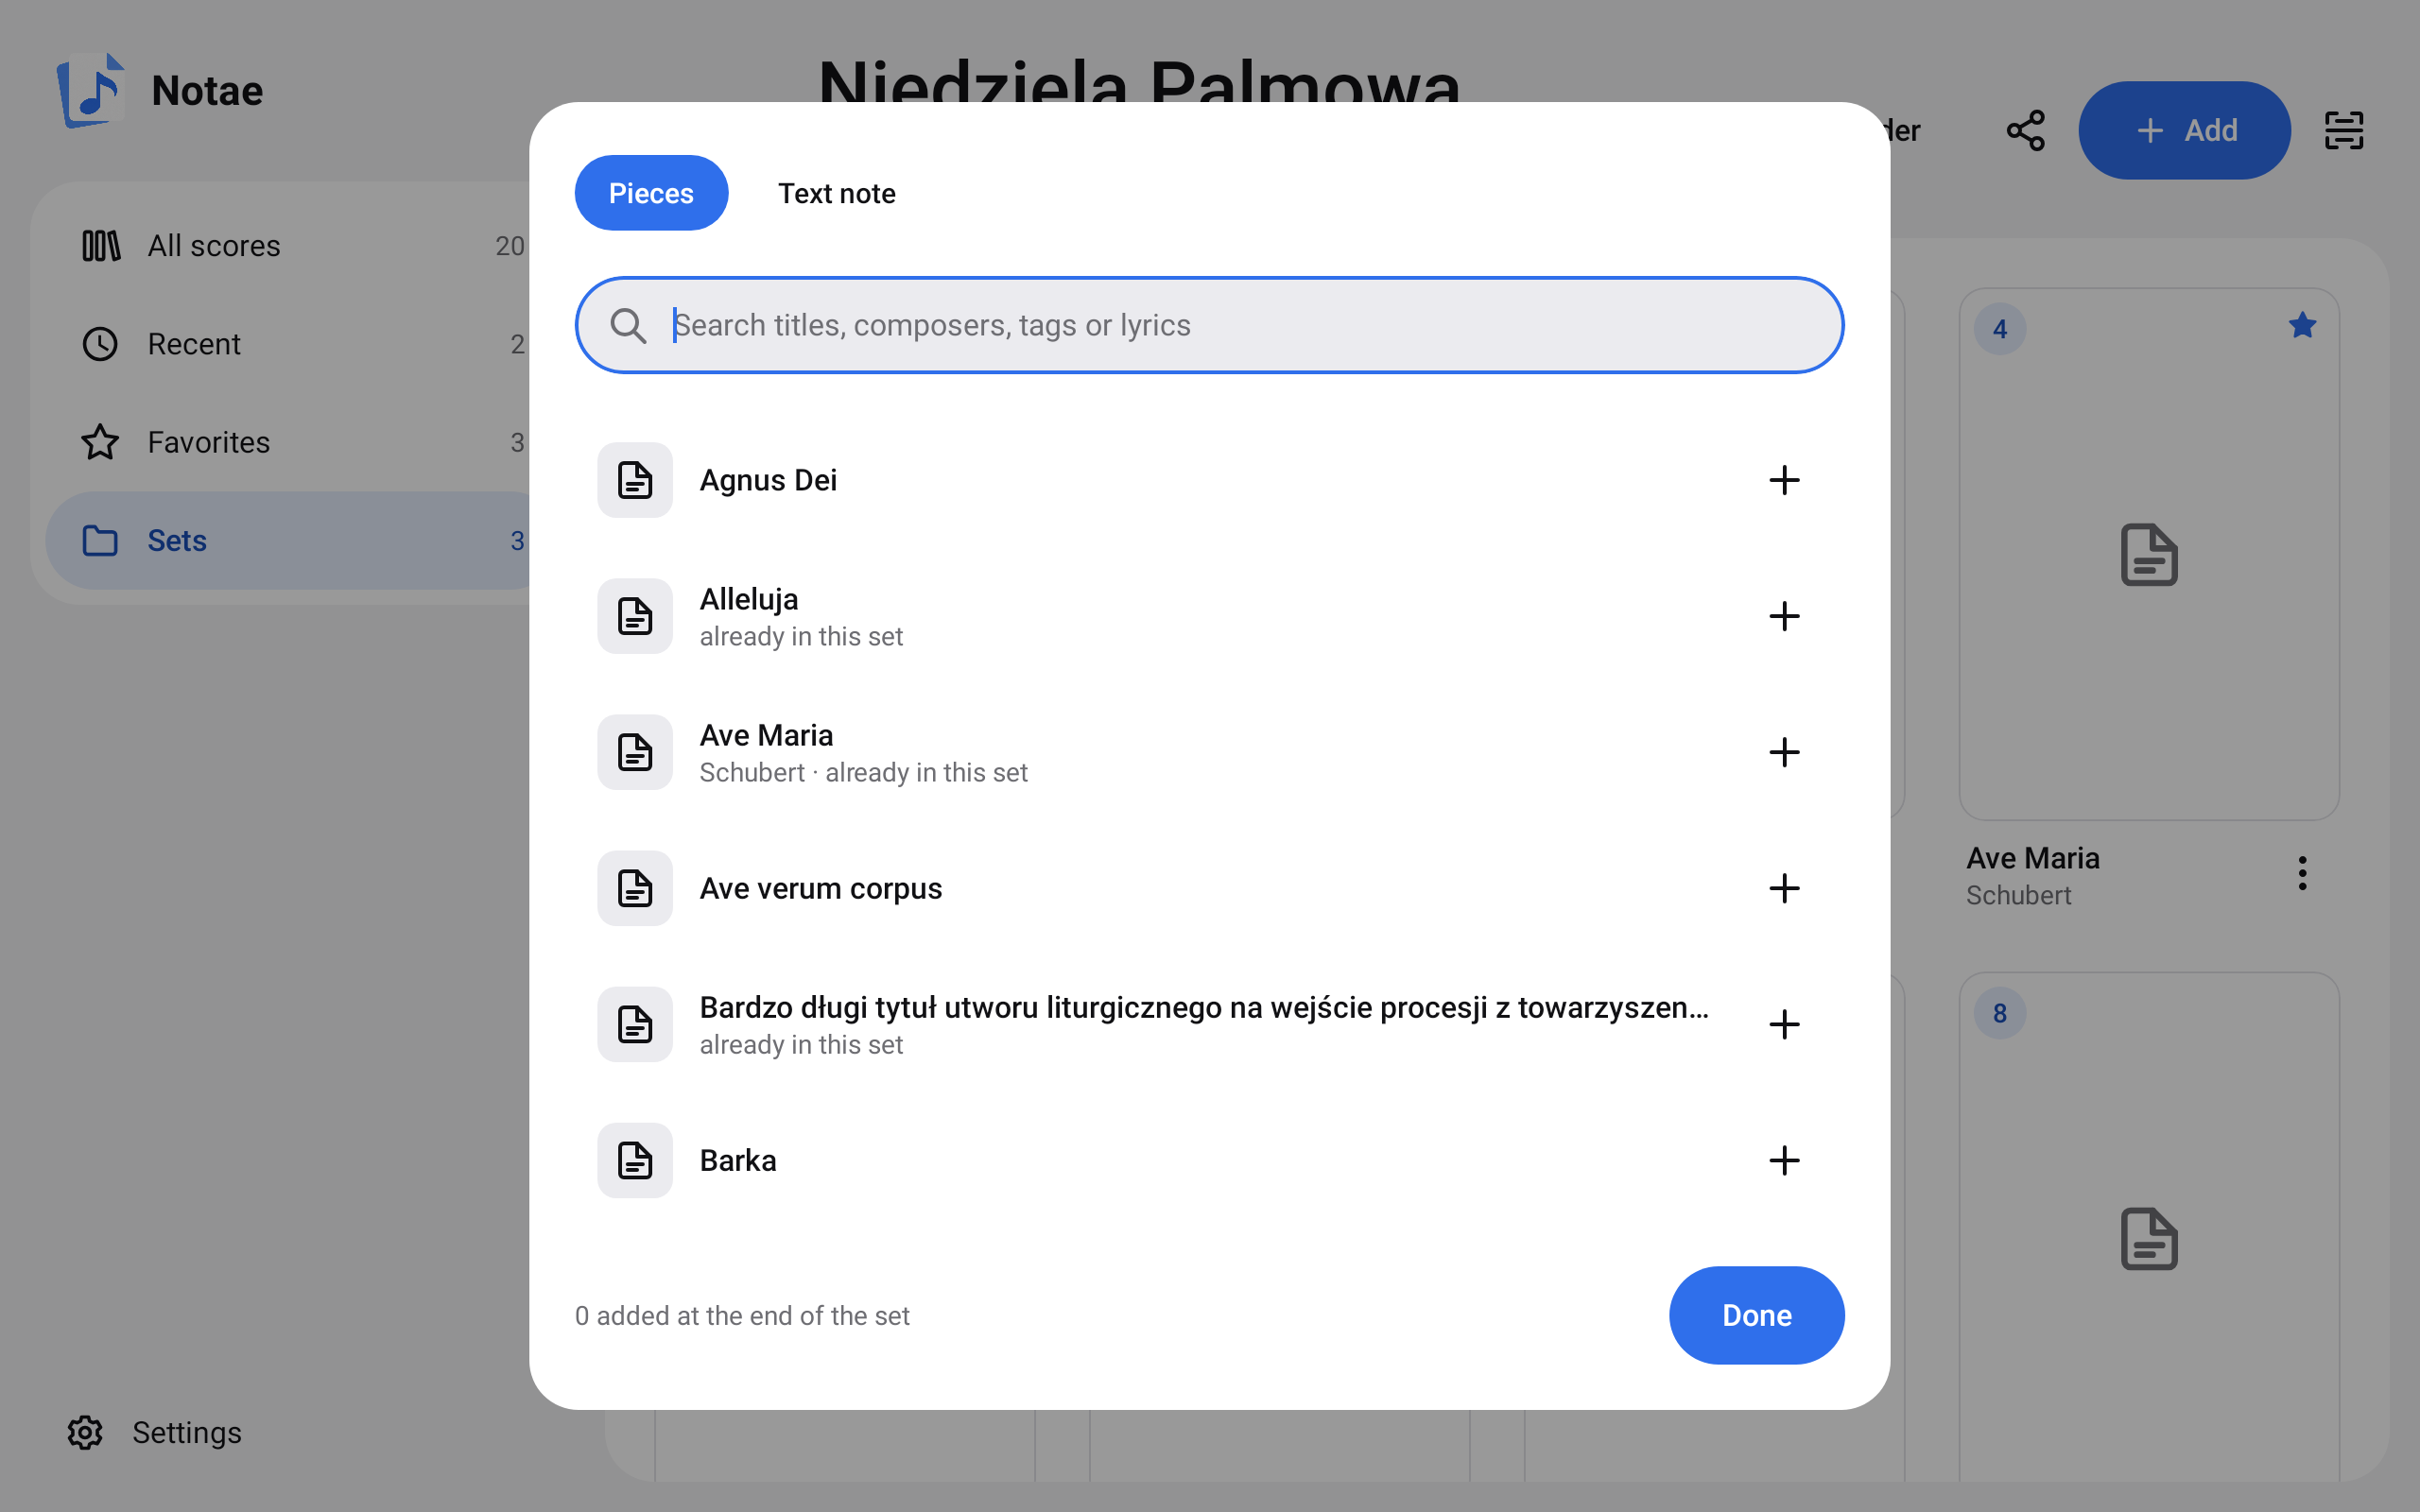 Notae
Niedziela Palmowa
Add
All scores 20
Recent 2
Favorites 3
Sets 3
Settings
Pieces
Text note
Search titles, composers, tags or lyrics
Agnus Dei
Alleluja
already in this set
Ave Maria
Schubert · already in this set
Ave verum corpus
Bardzo długi tytuł utworu liturgicznego na wejście procesji z towarzyszen…
already in this set
Barka
0 added at the end of the set
Done
4
Ave Maria
Schubert
8